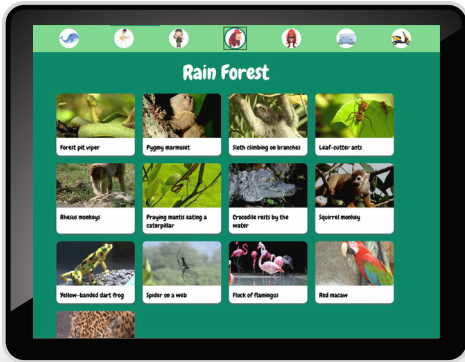 Rain Forest
Forest pit viper
Pygmy marmoset
Sloth climbing on branches
Leaf-cutter ants
Rhesus monkeys
Praying mantis eating a
caterpillar
Crocodile rests by the
water
Squirrel monkey
Yellow-banded dart frog
Spider on a web
Flock of flamingos
Red macaw